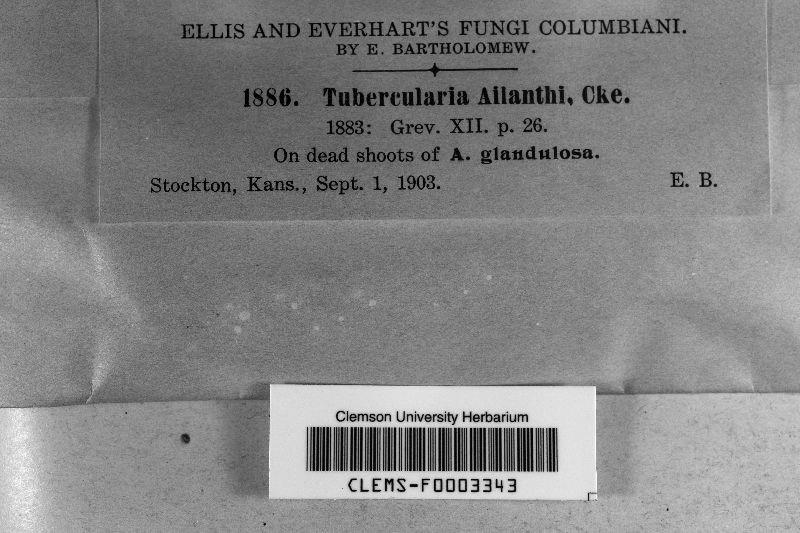 ELLIS AND EVERHART'S FUNGI COLUMBIANI.
BY E. BARTHOLOMEW.
1886. Tubercularia Ailanthi, Cke.
1883: Grev. XII. p. 26.
On dead shoots of A. glandulosa.
Stockton, Kans., Sept. 1, 1903. E. B.
Clemson University Herbarium
CLEMS-F0003343